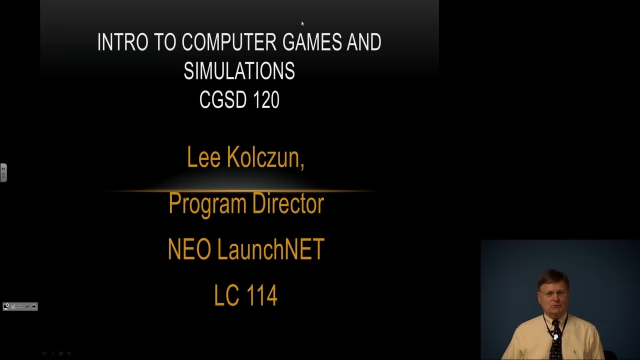 INTRO TO COMPUTER GAMES AND
SIMULATIONS
CGSD 120
Lee Kolczun,
Program Director
NEO LaunchNET
LC 114